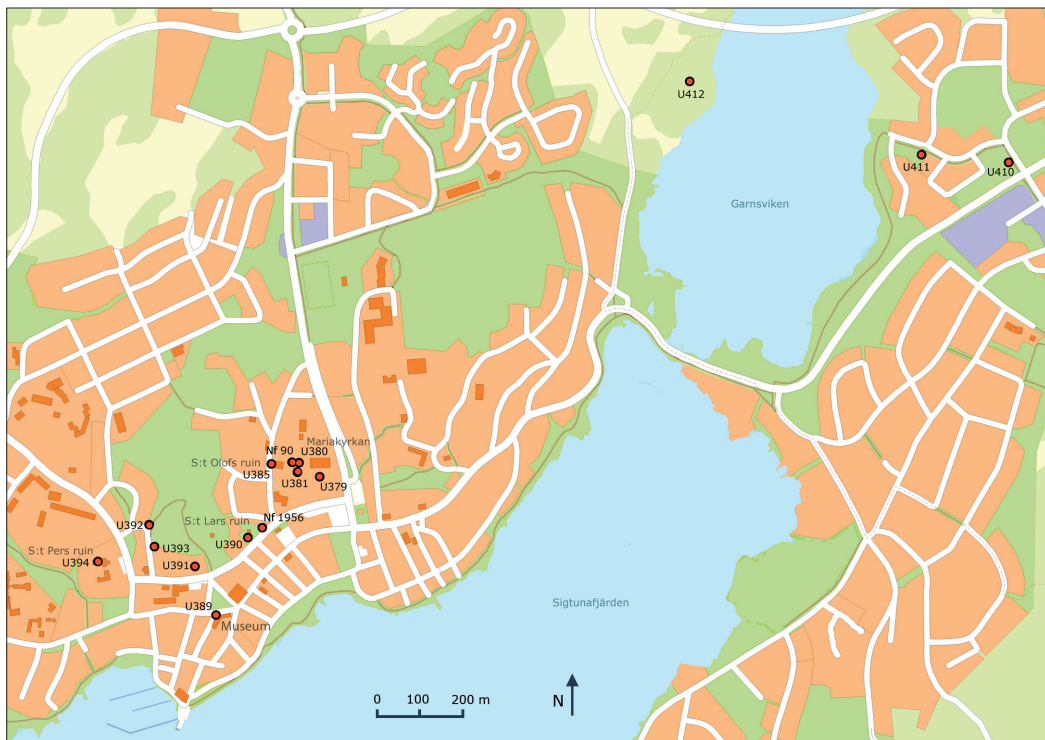 U412
U411
U410
Garnsviken
Mariakyrkan
Nf 90
U380
S:t Olofs ruin
U385
U381
U379
S:t Lars ruin
Nf 1956
U392
U390
U393
S:t Pers ruin
U394
U391
U389
Museum
Sigtunafjärden
0 100 200 m
N